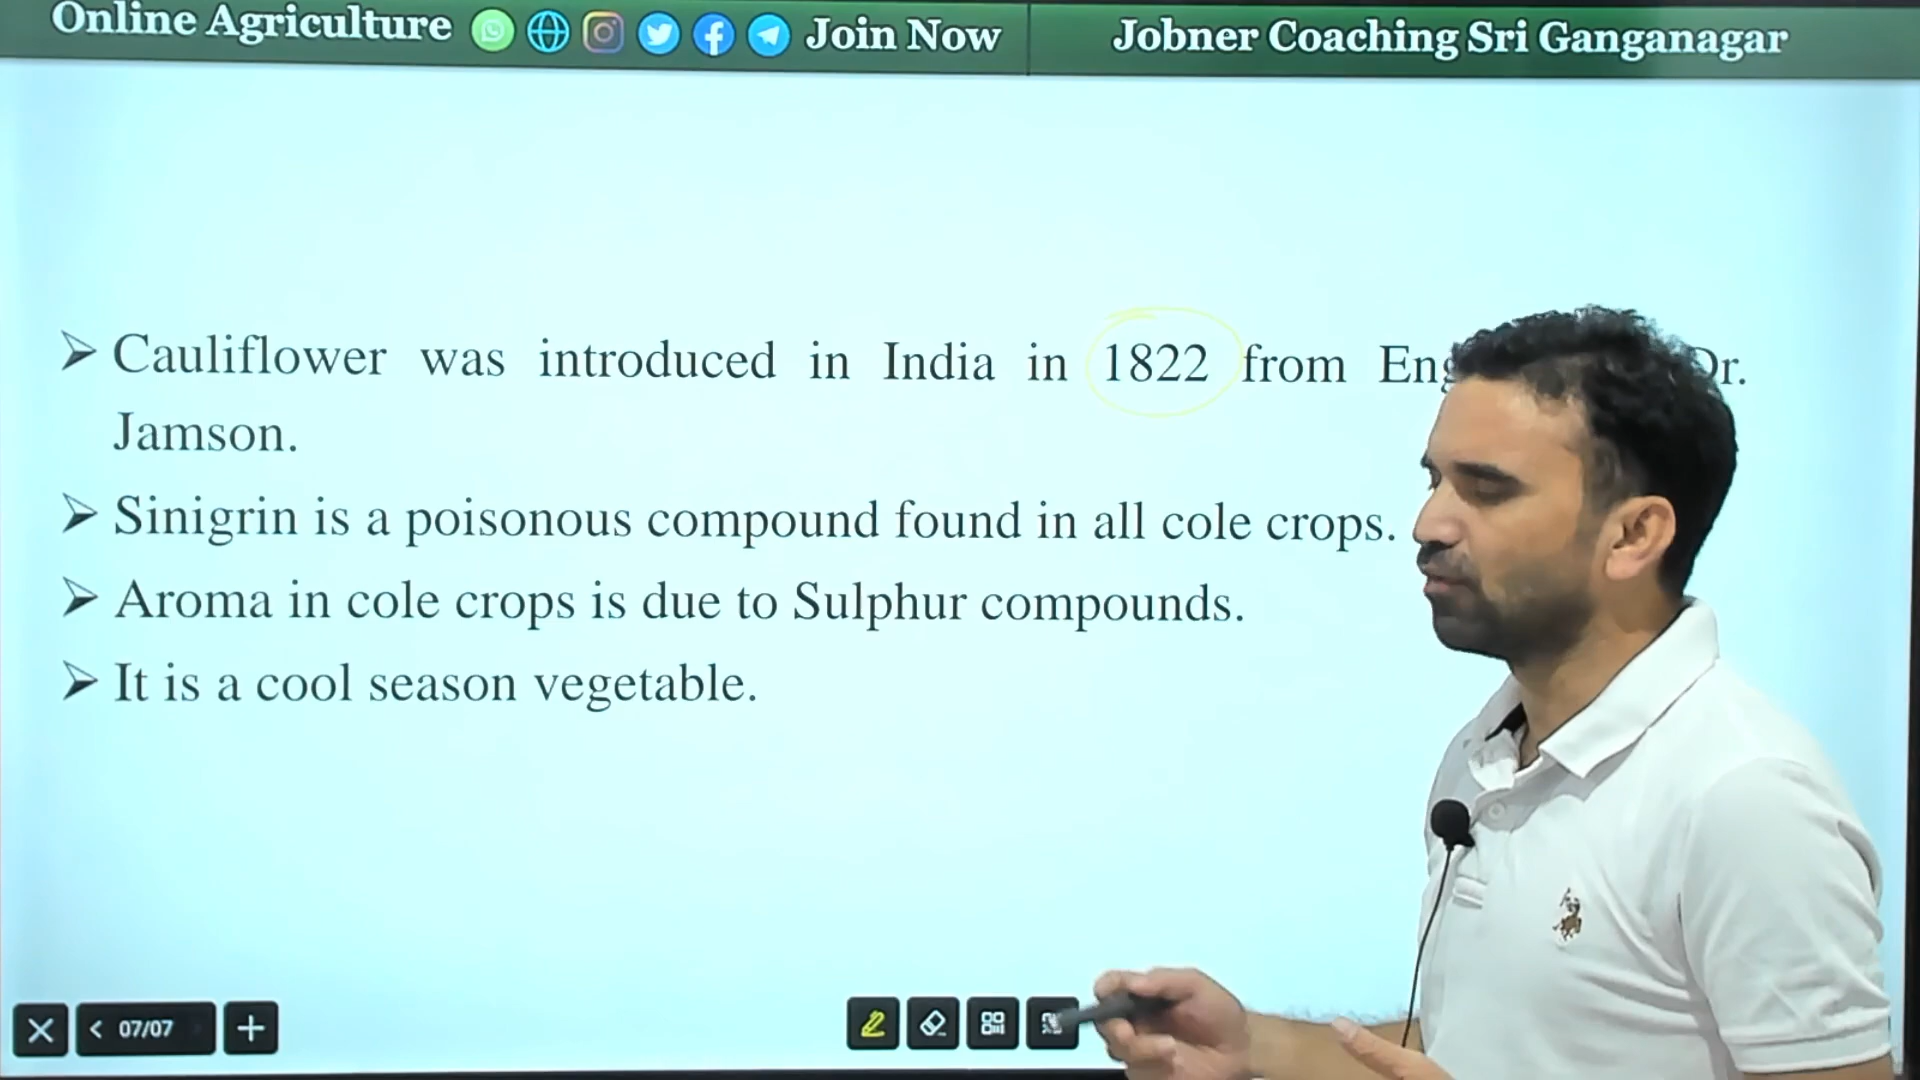 Online Agriculture Join Now Jobner Coaching Sri Ganganagar
➢ Cauliflower was introduced in India in 1822 from Dr.
Jamson.
➢ Sinigrin is a poisonous compound found in all cole crops.
➢ Aroma in cole crops is due to Sulphur compounds.
➢ It is a cool season vegetable.
07/07